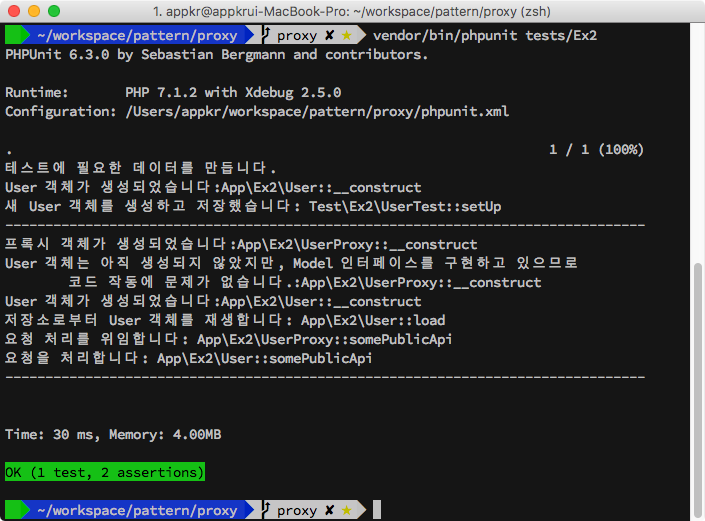 1. appkr@appkrui-MacBook-Pro: ~/workspace/pattern/proxy (zsh)
~/workspace/pattern/proxy proxy ✘ ★ vendor/bin/phpunit tests/Ex2
PHPUnit 6.3.0 by Sebastian Bergmann and contributors.
Runtime: PHP 7.1.2 with Xdebug 2.5.0
Configuration: /Users/appkr/workspace/pattern/proxy/phpunit.xml
. 1 / 1 (100%)
테스트에 필요한 데이터를 만듭니다.
User 객체가 생성되었습니다:App\Ex2\User::__construct
새 User 객체를 생성하고 저장했습니다: Test\Ex2\UserTest::setUp
--------------------------------------------------------------------------------
프록시 객체가 생성되었습니다:App\Ex2\UserProxy::__construct
User 객체는 아직 생성되지 않았지만, Model 인터페이스를 구현하고 있으므로
코드 작동에 문제가 없습니다.:App\Ex2\UserProxy::__construct
User 객체가 생성되었습니다:App\Ex2\User::__construct
저장소로부터 User 객체를 재생합니다: App\Ex2\User::load
요청 처리를 위임합니다: App\Ex2\UserProxy::somePublicApi
요청을 처리합니다: App\Ex2\User::somePublicApi
--------------------------------------------------------------------------------
Time: 30 ms, Memory: 4.00MB
OK (1 test, 2 assertions)
~/workspace/pattern/proxy proxy ✘ ★